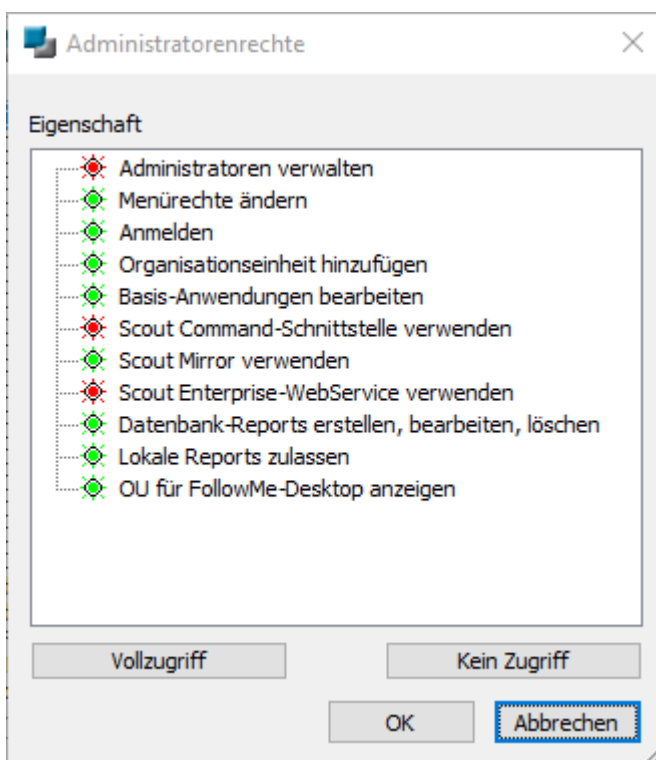 Administratorenrechte
Eigenschaft
Administratoren verwalten
Menürechte ändern
Anmelden
Organisationseinheit hinzufügen
Basis-Anwendungen bearbeiten
Scout Command-Schnittstelle verwenden
Scout Mirror verwenden
Scout Enterprise-WebService verwenden
Datenbank-Reports erstellen, bearbeiten, löschen
Lokale Reports zulassen
OU für FollowMe-Desktop anzeigen
Vollzugriff Kein Zugriff
OK Abbrechen